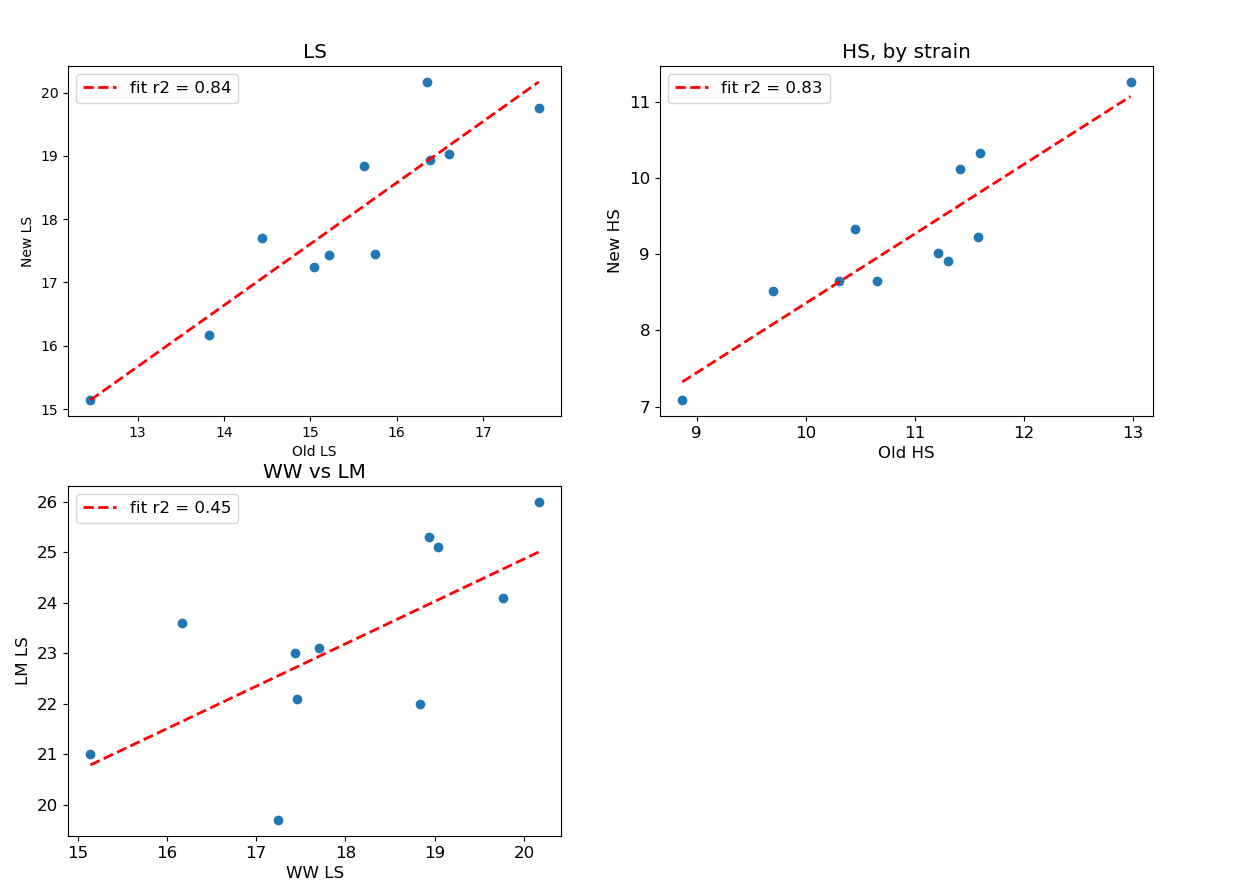 LS
fit r2 = 0.84
20
19
18
17
16
15
New LS
13
14
15
16
17
Old LS
HS, by strain
fit r2 = 0.83
11
10
9
8
7
New HS
9
10
11
12
13
Old HS
WW vs LM
fit r2 = 0.45
26
25
24
23
22
21
20
LM LS
15
16
17
18
19
20
WW LS